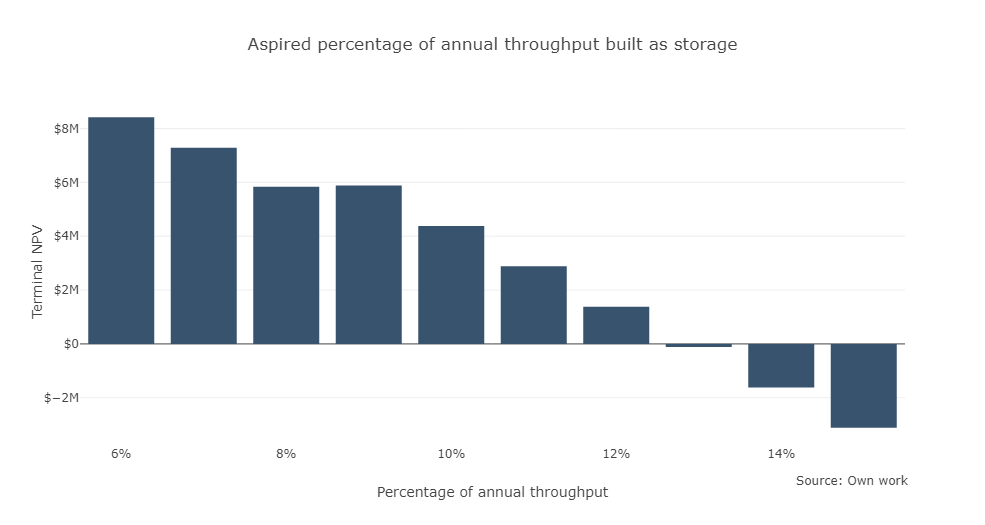 Aspired percentage of annual throughput built as storage
$8M
$6M
$4M
$2M
$0
$−2M
Terminal NPV
6%
8%
10%
12%
14%
Source: Own work
Percentage of annual throughput